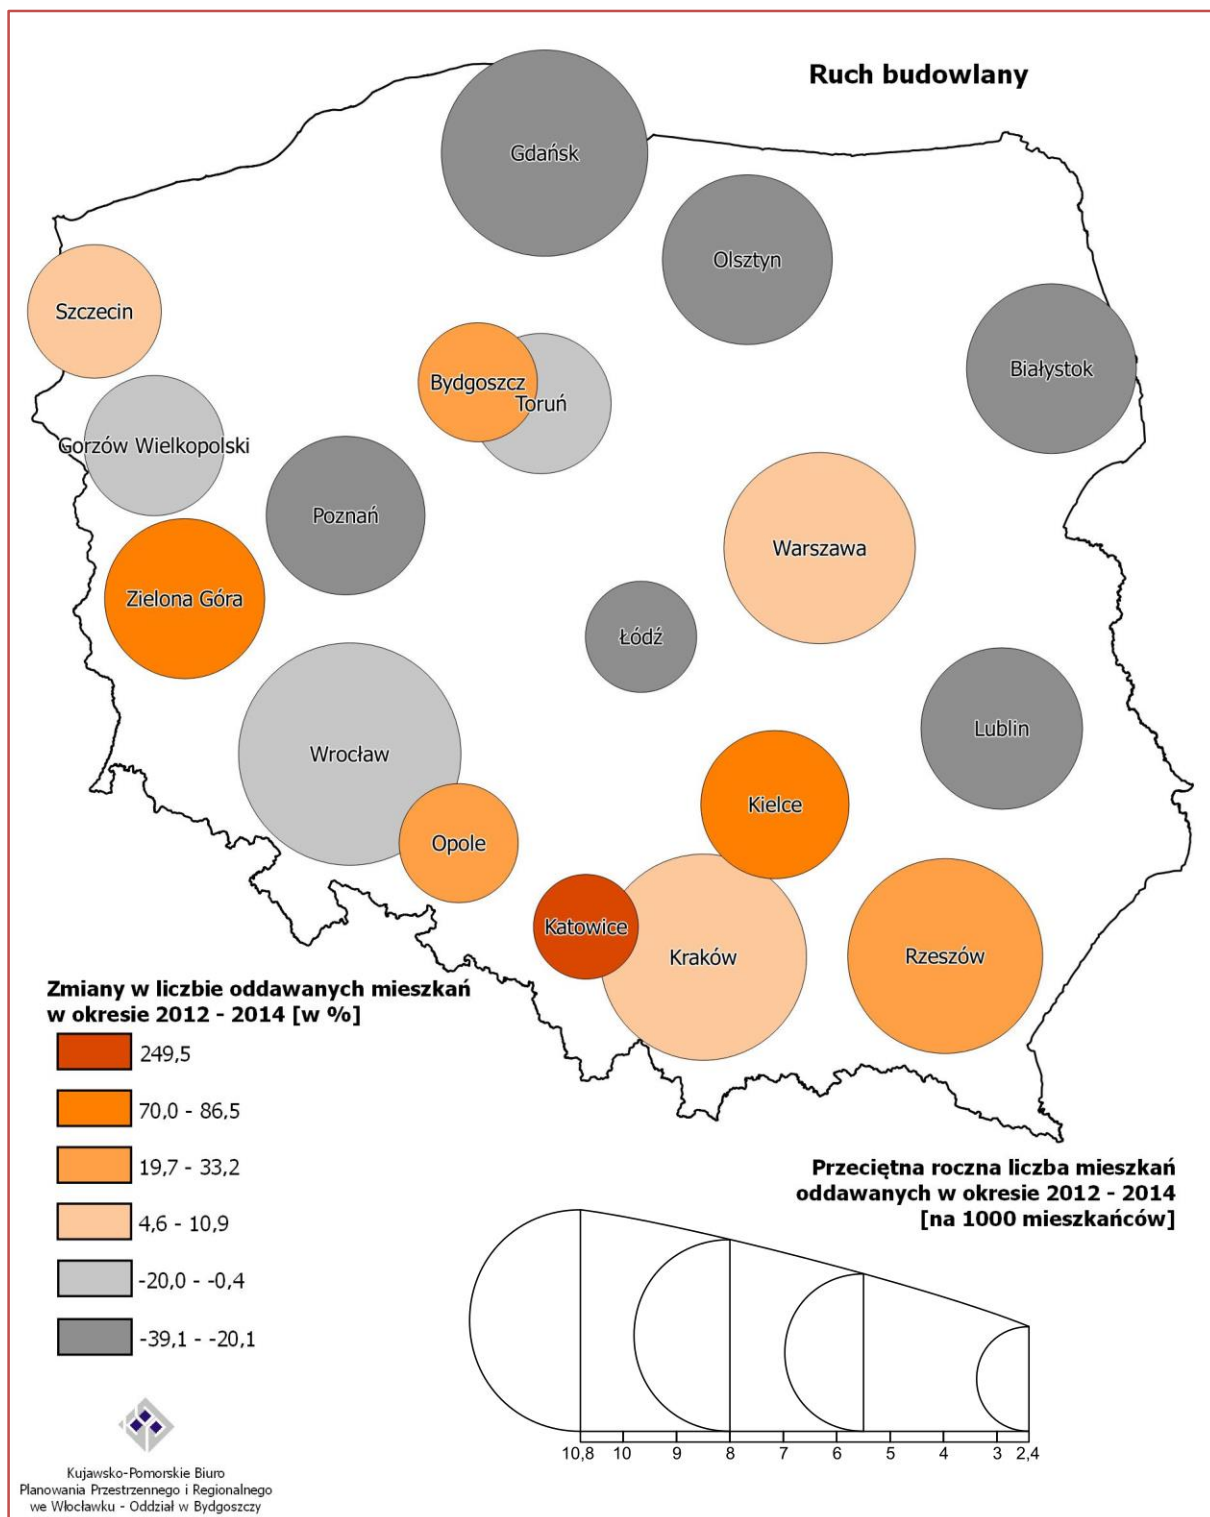 Ruch budowlany
Gdańsk
Olsztyn
Szczecin
Białystok
Bydgoszcz
Toruń
Gorzów Wielkopolski
Poznań
Warszawa
Zielona Góra
Łódź
Lublin
Wrocław
Kielce
Opole
Katowice
Kraków
Rzeszów
Zmiany w liczbie oddawanych mieszkań
w okresie 2012 - 2014 [w %]
249,5
70,0 - 86,5
19,7 - 33,2
4,6 - 10,9
-20,0 - -0,4
-39,1 - -20,1
Przeciętna roczna liczba mieszkań
oddawanych w okresie 2012 - 2014
[na 1000 mieszkańców]
10,8 10 9 8 7 6 5 4 3 2,4
Kujawsko-Pomorskie Biuro
Planowania Przestrzennego i Regionalnego
we Włocławku - Oddział w Bydgoszczy